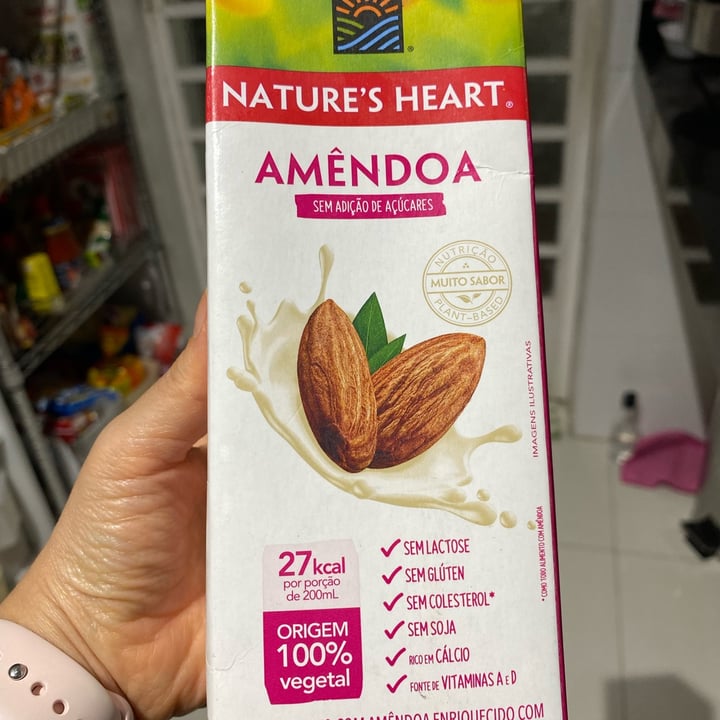 NATURE'S HEART®
AMÊNDOA
SEM ADIÇÃO DE AÇÚCARES
NUTRIÇÃO
MUITO SABOR
PLANT-BASED
IMAGENS ILUSTRATIVAS
27kcal
por porção
de 200mL
ORIGEM
100%
vegetal
SEM LACTOSE
SEM GLÚTEN
SEM COLESTEROL*
SEM SOJA
RICO EM CÁLCIO
FONTE DE VITAMINAS A E D
* COMO TODO ALIMENTO COM AMÊNDOA
COM AMÊNDOA ENRIQUECIDO COM